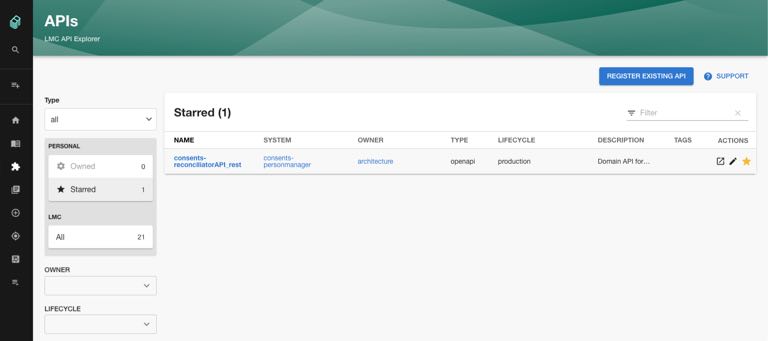 APIs
LMC API Explorer
REGISTER EXISTING API
SUPPORT
Type
all
PERSONAL
Owned 0
Starred 1
LMC
All 21
OWNER
LIFECYCLE
Starred (1)
Filter
NAME SYSTEM OWNER TYPE LIFECYCLE DESCRIPTION TAGS ACTIONS
consents-
reconciliatorAPI_rest
consents-
personmanager
architecture
openapi
production
Domain API for...